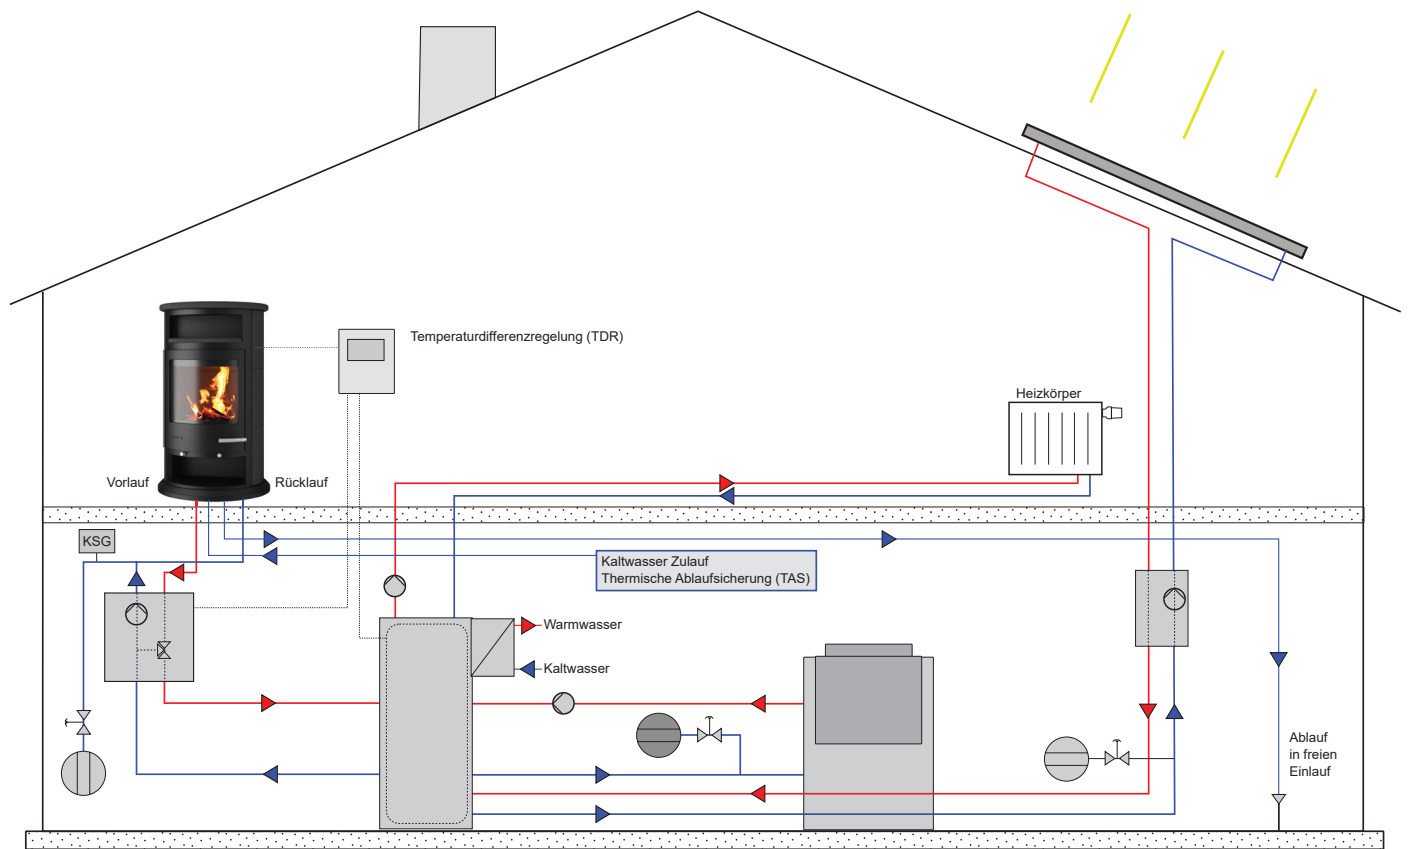 Temperaturdifferenzregelung (TDR)
Heizkörper
Vorlauf
Rücklauf
KSG
Kaltwasser Zulauf
Thermische Ablaufsicherung (TAS)
Warmwasser
Kaltwasser
Ablauf
in freien
Einlauf